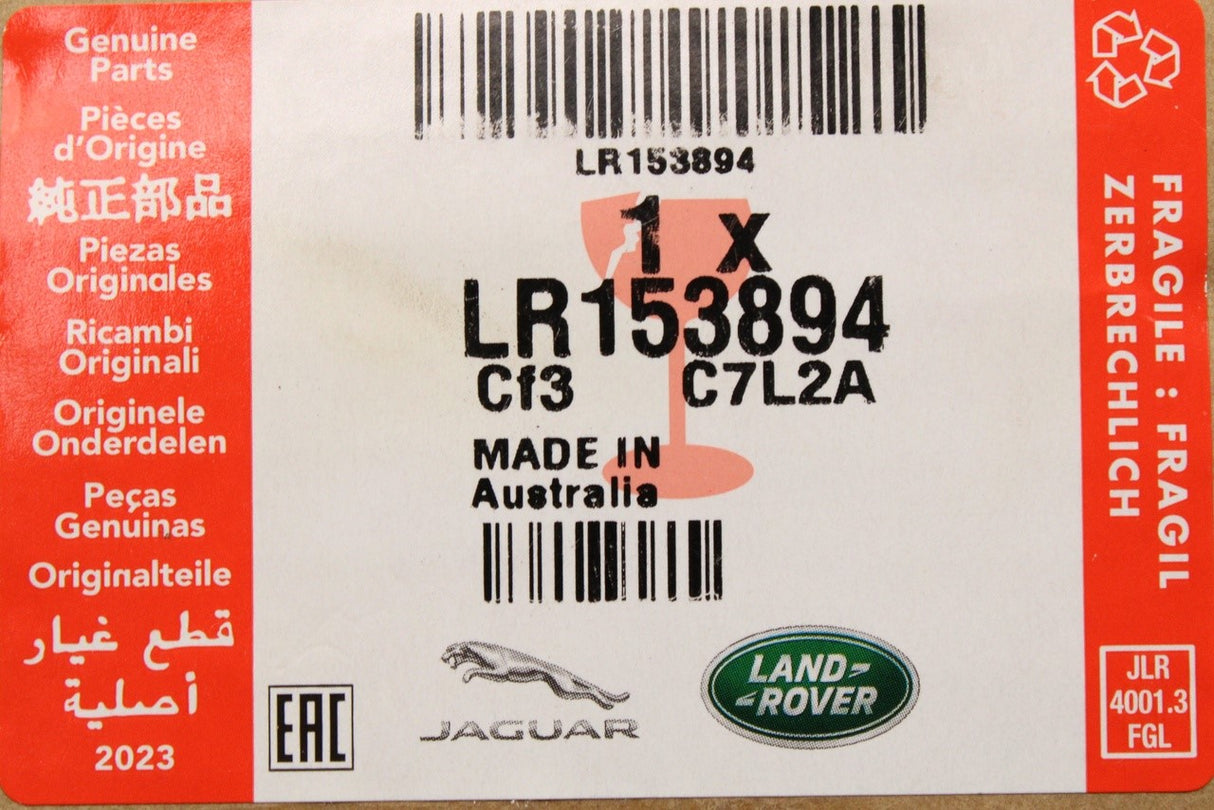 Genuine
Parts
Pièces
d'Origine
純正部品
Piezas
Originales
Ricambi
Originali
Originele
Onderdelen
Peças
Genuinas
Originalteile
قطع غيار
أصلية
2023
LR153894
1 x
LR153894
Cf3 C7L2A
MADE IN
Australia
EAC
JAGUAR
LAND-
-ROVER
FRAGILE : FRAGIL
ZERBRECHLICH
JLR
4001.3
FGL